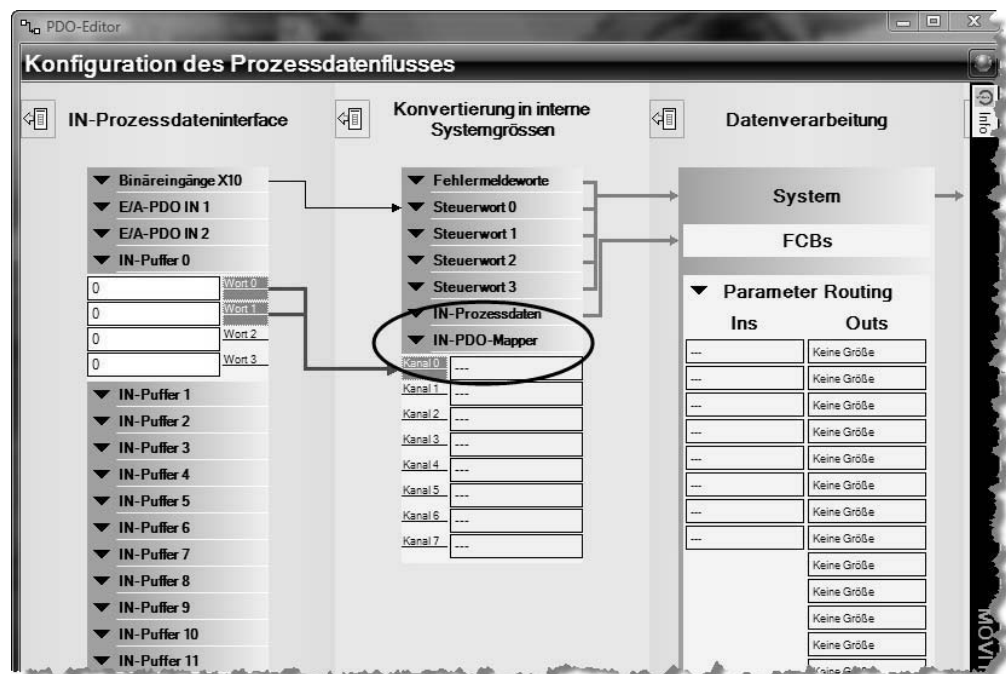 PDO-Editor
Konfiguration des Prozessdatenflusses
IN-Prozessdateninterface
Binäreingänge X10
E/A-PDO IN 1
E/A-PDO IN 2
IN-Puffer 0
0 Wort 0
0 Wort 1
0 Wort 2
0 Wort 3
IN-Puffer 1
IN-Puffer 2
IN-Puffer 3
IN-Puffer 4
IN-Puffer 5
IN-Puffer 6
IN-Puffer 7
IN-Puffer 8
IN-Puffer 9
IN-Puffer 10
IN-Puffer 11
Konvertierung in interne
Systemgrössen
Fehlermeldeworte
Steuerwort 0
Steuerwort 1
Steuerwort 2
Steuerwort 3
IN-Prozessdaten
IN-PDO-Mapper
Kanal 0 ---
Kanal 1 ---
Kanal 2 ---
Kanal 3 ---
Kanal 4 ---
Kanal 5 ---
Kanal 6 ---
Kanal 7 ---
Datenverarbeitung
System
FCBs
Parameter Routing
Ins Outs
--- Keine Größe
--- Keine Größe
--- Keine Größe
--- Keine Größe
--- Keine Größe
--- Keine Größe
--- Keine Größe
--- Keine Größe
Keine Größe
Keine Größe
Keine Größe
Keine Größe
Keine Größe
Info
MOVI